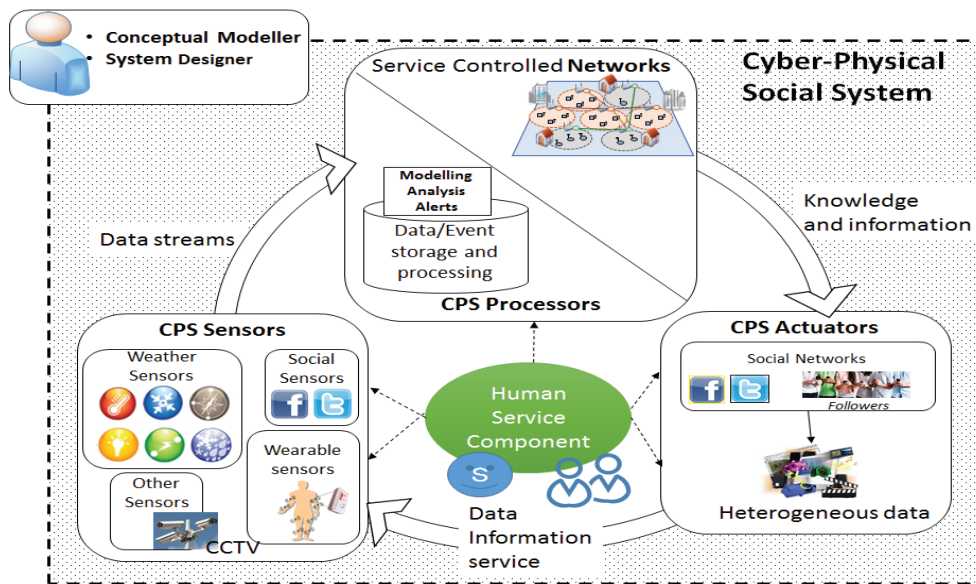 • Conceptual Modeller
• System Designer
Service Controlled Networks
Cyber-Physical
Social System
Modelling
Analysis
Alerts
Data/Event
storage and
processing
CPS Processors
Data streams
Knowledge
and information
CPS Sensors
Weather
Sensors
Social
Sensors
f t
Wearable
sensors
Other
Sensors
CCTV
Human
Service
Component
S
Data
Information
service
CPS Actuators
Social Networks
f t
Followers
Heterogeneous data